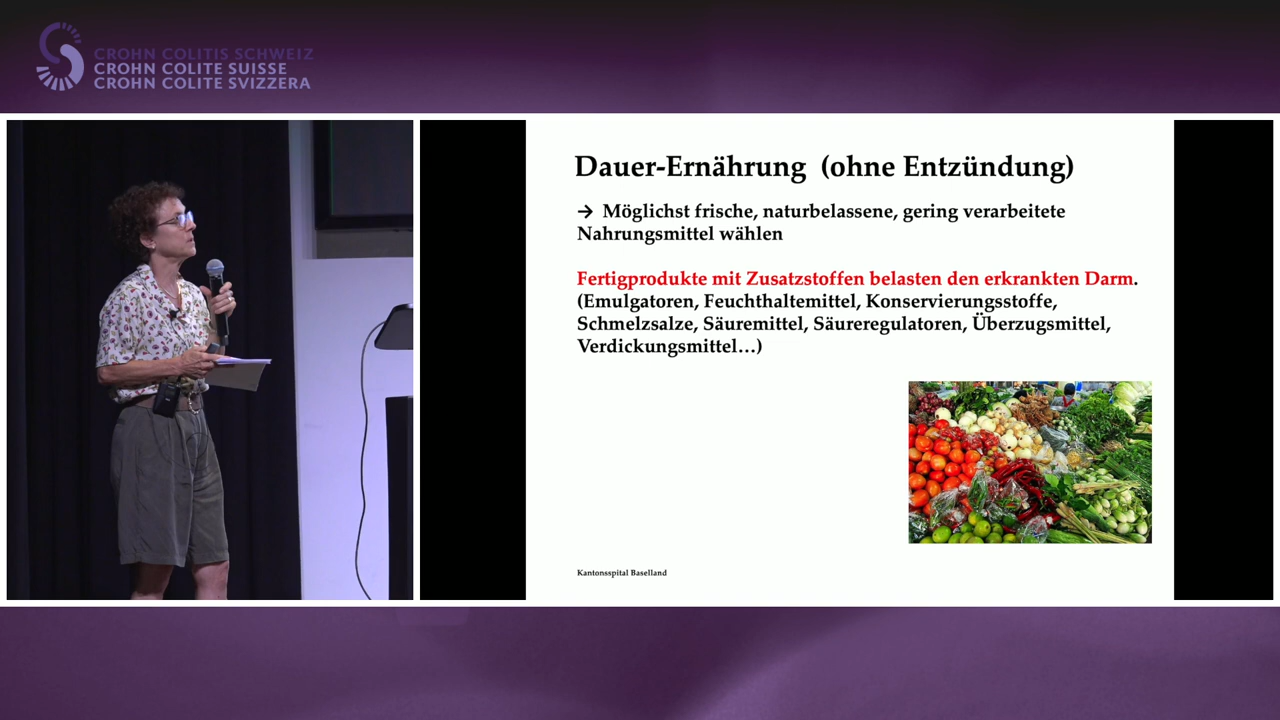 CROHN COLITIS SCHWEIZ
CROHN COLITE SUISSE
CROHN COLITE SVIZZERA
Dauer-Ernährung (ohne Entzündung)
→ Möglichst frische, naturbelassene, gering verarbeitete
Nahrungsmittel wählen
Fertigprodukte mit Zusatzstoffen belasten den erkrankten Darm.
(Emulgatoren, Feuchthaltemittel, Konservierungsstoffe,
Schmelzsalze, Säuremittel, Säureregulatoren, Überzugsmittel,
Verdickungsmittel…)
Kantonsspital Baselland